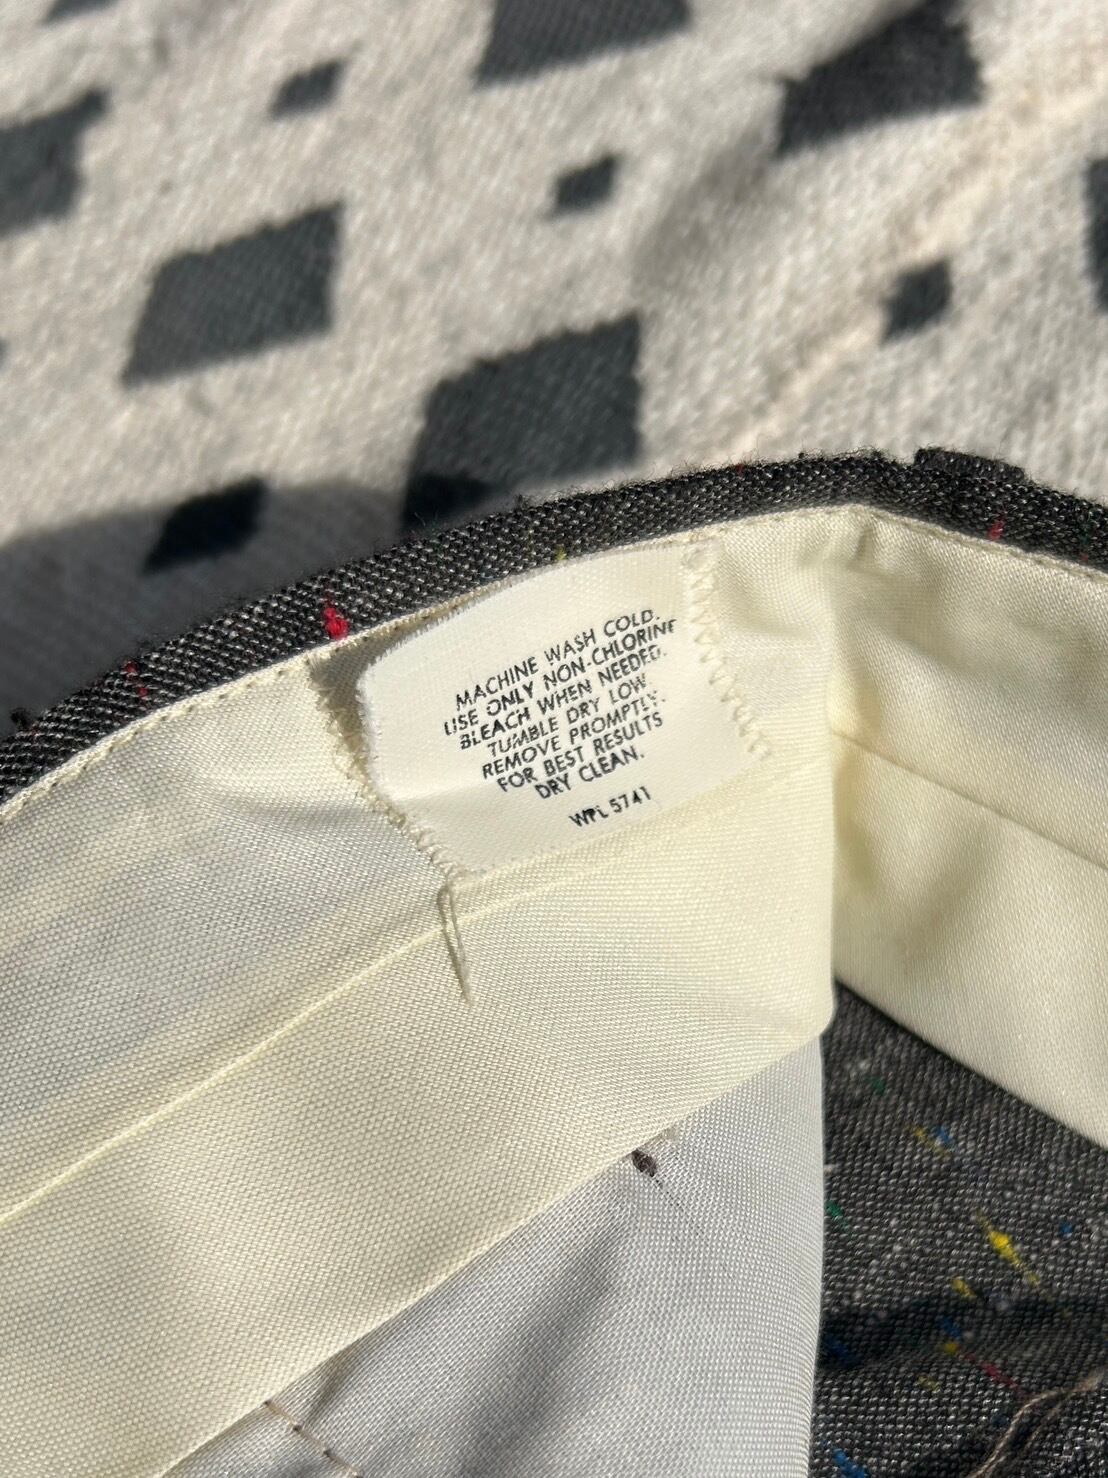 MACHINE WASH COLD.
USE ONLY NON-CHLORINE
BLEACH WHEN NEEDED.
TUMBLE DRY LOW
REMOVE PROMPTLY.
FOR BEST RESULTS
DRY CLEAN.
WPL 5741